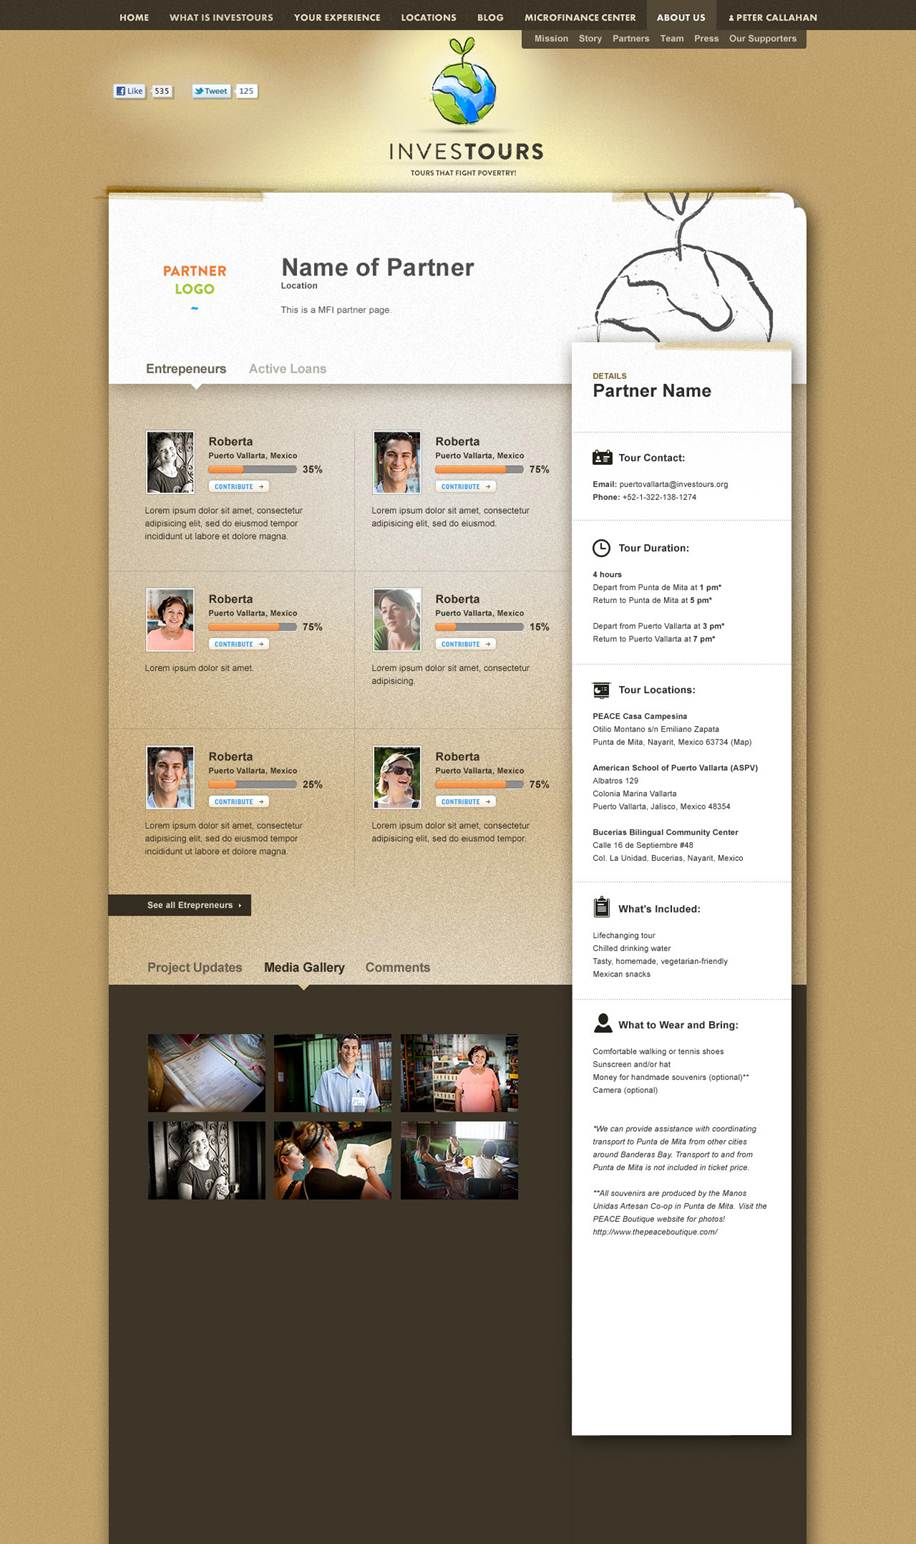 HOME WHAT IS INVESTOURS YOUR EXPERIENCE LOCATIONS BLOG MICROFINANCE CENTER ABOUT US PETER CALLAHAN
Mission Story Partners Team Press Our Supporters
Like 535 Tweet 125
INVESTOURS
TOURS THAT FIGHT POVERTRY!
PARTNER
LOGO
~
Name of Partner
Location
This is a MFI partner page
Entrepeneurs Active Loans
Roberta
Puerto Vallarta, Mexico
35%
CONTRIBUTE
Lorem ipsum dolor sit amet, consectetur
adipisicing elit, sed do eiusmod tempor
incididunt ut labore et dolore magna.
Roberta
Puerto Vallarta, Mexico
75%
CONTRIBUTE
Lorem ipsum dolor sit amet, consectetur
adipisicing elit, sed do eiusmod.
Roberta
Puerto Vallarta, Mexico
75%
CONTRIBUTE
Lorem ipsum dolor sit amet.
Roberta
Puerto Vallarta, Mexico
15%
CONTRIBUTE
Lorem ipsum dolor sit amet, consectetur
adipisicing.
Roberta
Puerto Vallarta, Mexico
25%
CONTRIBUTE
Lorem ipsum dolor sit amet, consectetur
adipisicing elit, sed do eiusmod tempor
incididunt ut labore et dolore magna.
Roberta
Puerto Vallarta, Mexico
75%
CONTRIBUTE
Lorem ipsum dolor sit amet, consectetur
adipisicing elit, sed do eiusmod tempor.
See all Etrepreneurs
Project Updates Media Gallery Comments
DETAILS
Partner Name
Tour Contact:
Email: puertovallarta@investours.org
Phone: +52-1-322-138-1274
Tour Duration:
4 hours
Depart from Punta de Mita at 1 pm*
Return to Punta de Mita at 5 pm*
Depart from Puerto Vallarta at 3 pm*
Return to Puerto Vallarta at 7 pm*
Tour Locations:
PEACE Casa Campesina
Otilio Montano s/n Emiliano Zapata
Punta de Mita, Nayarit, Mexico 63734 (Map)
American School of Puerto Vallarta (ASPV)
Albatros 129
Colonia Marina Vallarta
Puerto Vallarta, Jalisco, Mexico 48354
Bucerias Bilingual Community Center
Calle 16 de Septiembre #48
Col. La Unidad, Bucerias, Nayarit, Mexico
What's Included:
Lifechanging tour
Chilled drinking water
Tasty, homemade, vegetarian-friendly
Mexican snacks
What to Wear and Bring:
Comfortable walking or tennis shoes
Sunscreen and/or hat
Money for handmade souvenirs (optional)**
Camera (optional)
*We can provide assistance with coordinating
transport to Punta de Mita from other cities
around Banderas Bay. Transport to and from
Punta de Mita is not included in ticket price.
**All souvenirs are produced by the Manos
Unidas Artesan Co-op in Punta de Mita. Visit the
PEACE Boutique website for photos!
http://www.thepeaceboutique.com/